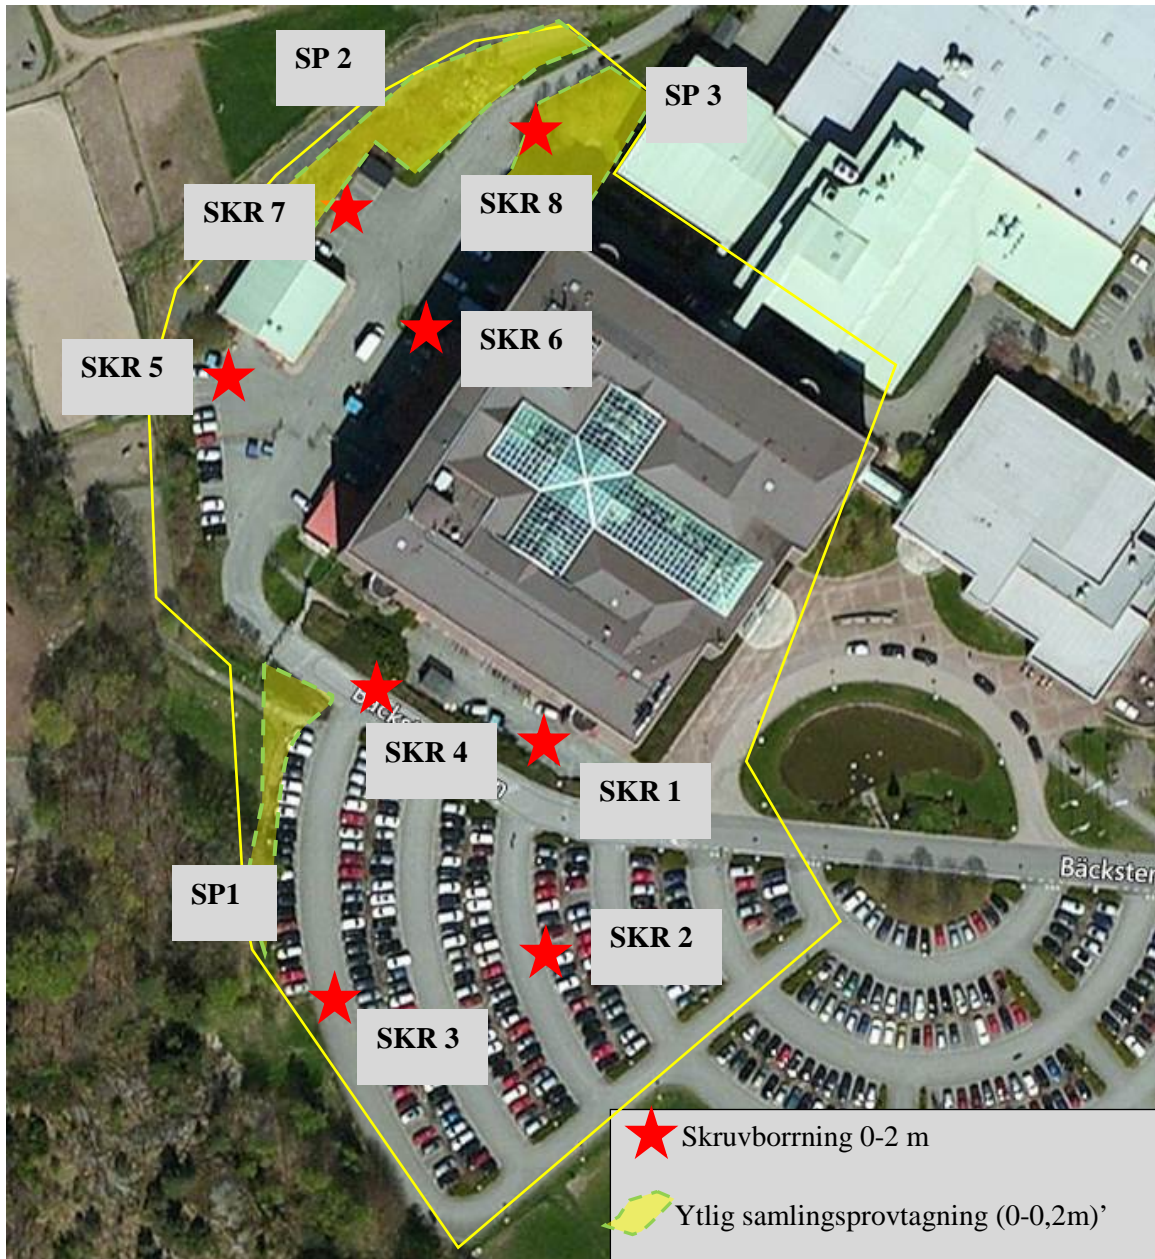 SP 2
SP 3
SKR 7
SKR 8
SKR 6
SKR 5
SKR 4
SKR 1
SP1
Bäckster
SKR 2
SKR 3
Skruvborrning 0-2 m
Ytlig samlingsprovtagning (0-0,2m)’